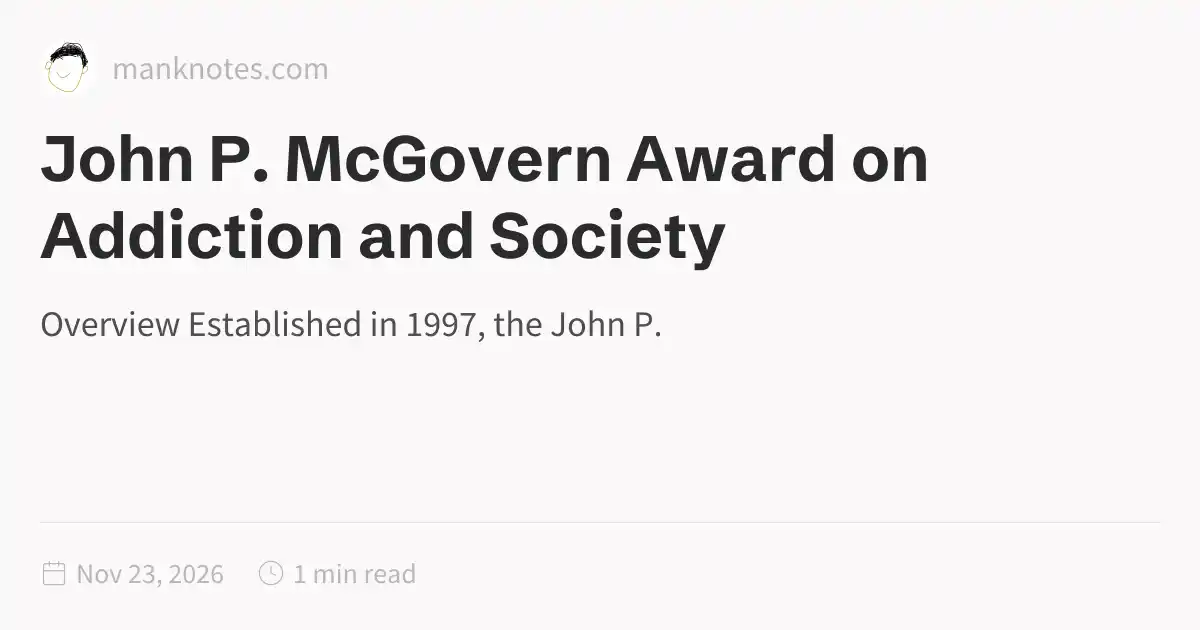 manknotes.com
John P. McGovern Award on
Addiction and Society
Overview Established in 1997, the John P.
Nov 23, 2026 1 min read